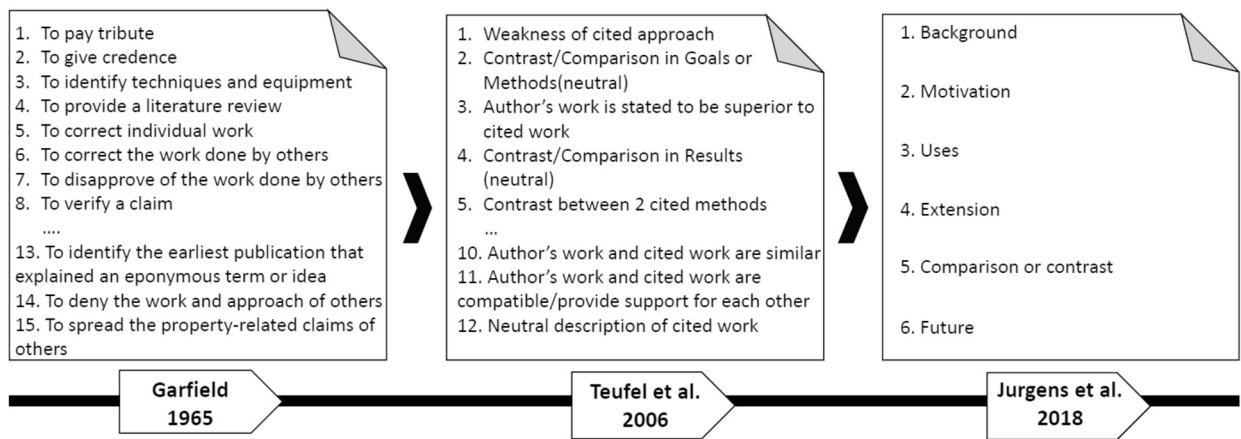 1. To pay tribute
2. To give credence
3. To identify techniques and equipment
4. To provide a literature review
5. To correct individual work
6. To correct the work done by others
7. To disapprove of the work done by others
8. To verify a claim
....
13. To identify the earliest publication that
explained an eponymous term or idea
14. To deny the work and approach of others
15. To spread the property-related claims of
others
1. Weakness of cited approach
2. Contrast/Comparison in Goals or
Methods(neutral)
3. Author's work is stated to be superior to
cited work
4. Contrast/Comparison in Results
(neutral)
5. Contrast between 2 cited methods
...
10. Author's work and cited work are similar
11. Author's work and cited work are
compatible/provide support for each other
12. Neutral description of cited work
1. Background
2. Motivation
3. Uses
4. Extension
5. Comparison or contrast
6. Future
Garfield
1965
Teufel et al.
2006
Jurgens et al.
2018